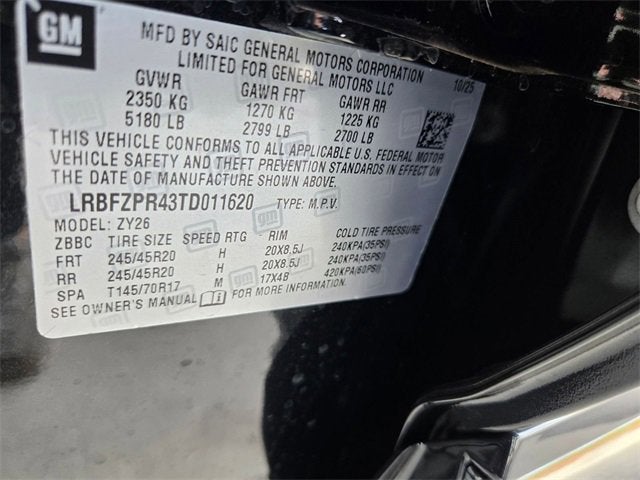 GM
MFD BY SAIC GENERAL MOTORS CORPORATION
LIMITED FOR GENERAL MOTORS LLC
10/25
GVWR GAWR FRT GAWR RR
2350 KG 1270 KG 1225 KG
5180 LB 2799 LB 2700 LB
THIS VEHICLE CONFORMS TO ALL APPLICABLE U.S. FEDERAL MOTOR
VEHICLE SAFETY AND THEFT PREVENTION STANDARDS IN EFFECT ON
THE DATE OF MANUFACTURE SHOWN ABOVE.
LRBFZPR43TD011620 TYPE: M.P.V.
MODEL: ZY26
ZBBC TIRE SIZE SPEED RTG RIM COLD TIRE PRESSURE
FRT 245/45R20 H 20X8.5J 240KPA(35PSI)
RR 245/45R20 H 20X8.5J 240KPA(35PSI)
SPA T145/70R17 M 17X4B 420KPA(60PSI)
SEE OWNER'S MANUAL FOR MORE INFORMATION.